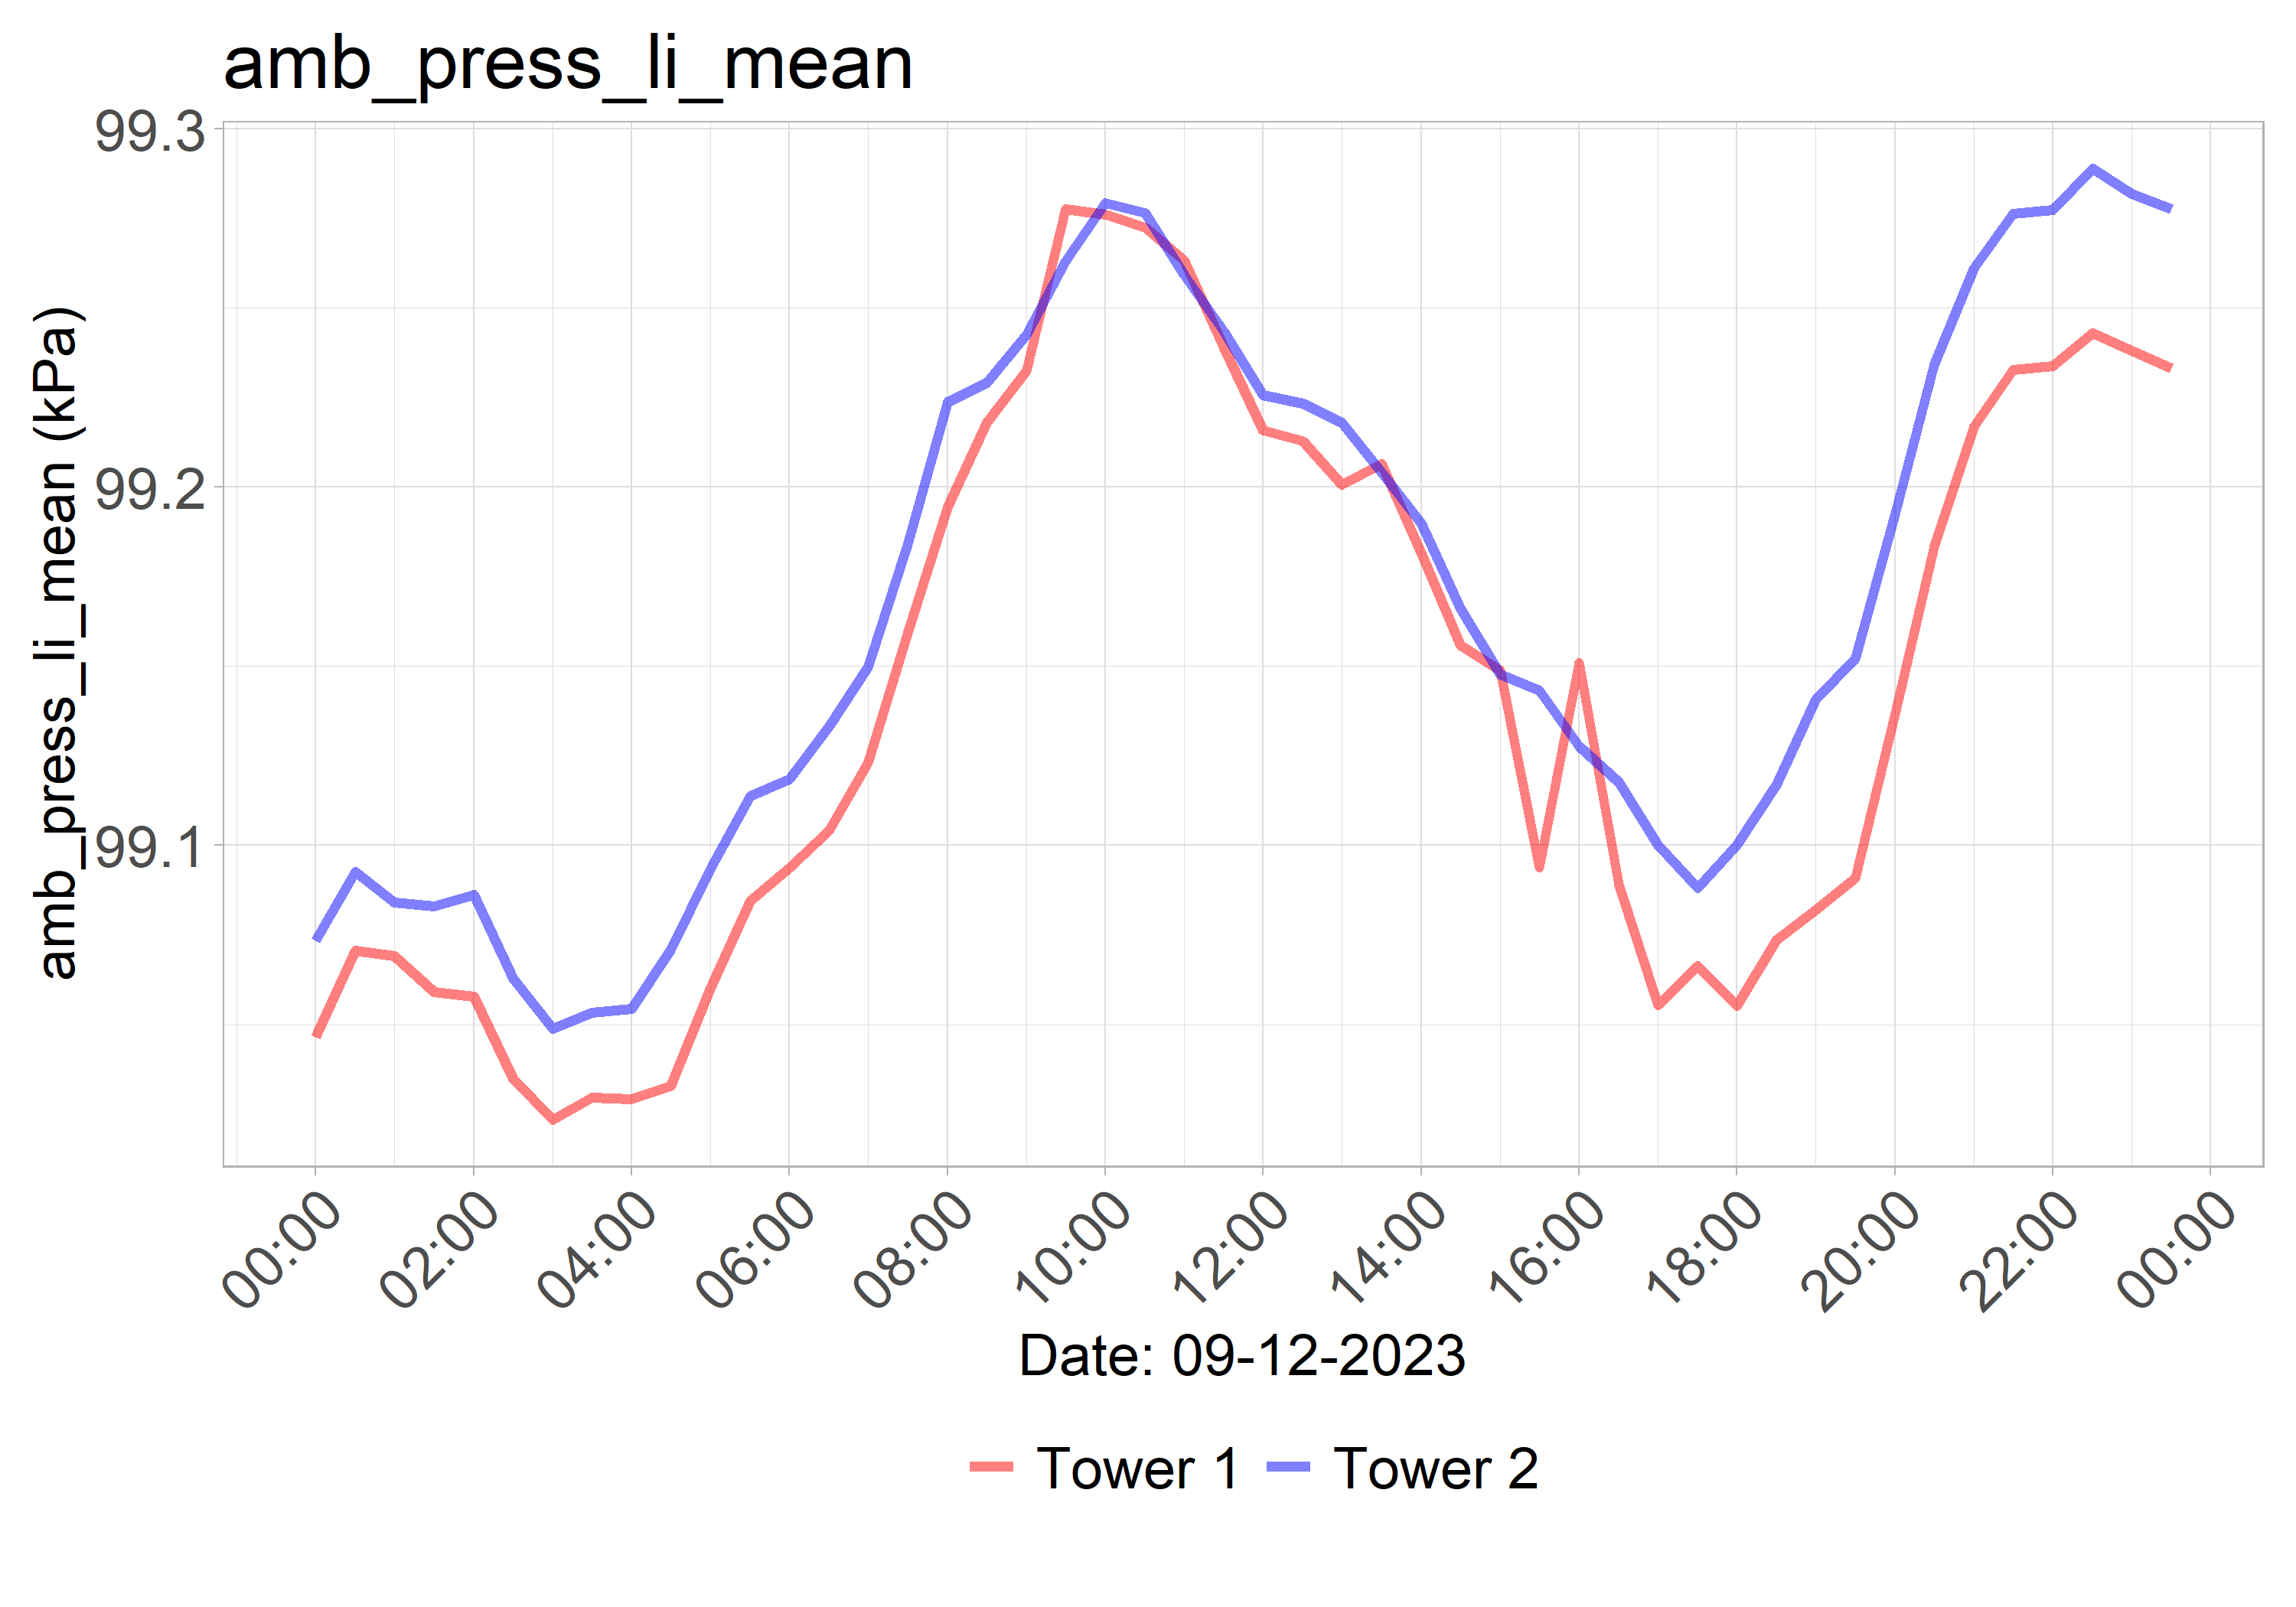 amb_press_li_mean
amb_press_li_mean (kPa)
99.3
99.2
99.1
00:00 02:00 04:00 06:00 08:00 10:00 12:00 14:00 16:00 18:00 20:00 22:00 00:00
Date: 09-12-2023
Tower 1 Tower 2